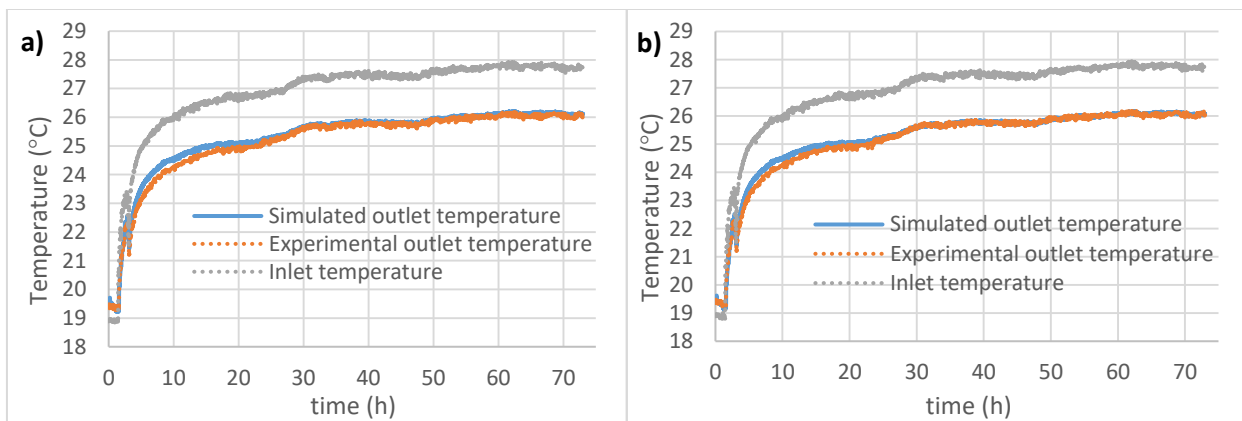 a)
Temperature (°C)
29
28
27
26
25
24
23
22
21
20
19
18
Simulated outlet temperature
Experimental outlet temperature
Inlet temperature
0 10 20 30 40 50 60 70
time (h)
b)
Temperature (°C)
29
28
27
26
25
24
23
22
21
20
19
18
Simulated outlet temperature
Experimental outlet temperature
Inlet temperature
0 10 20 30 40 50 60 70
time (h)